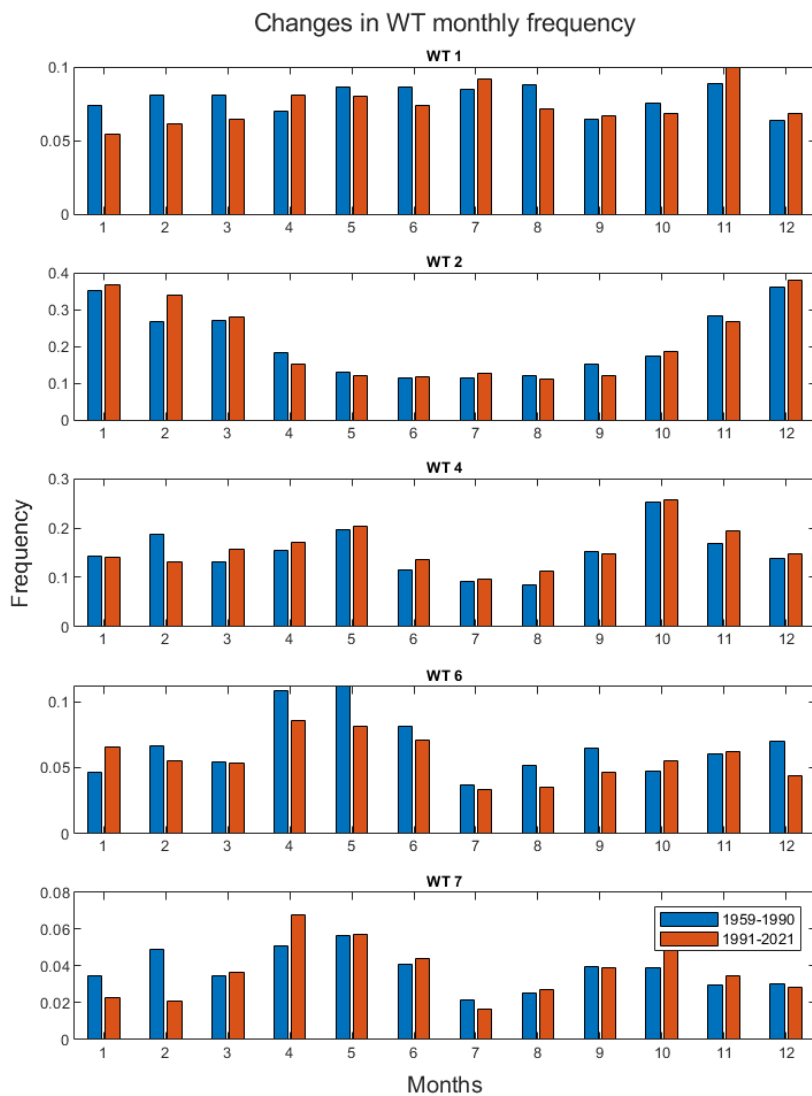 Changes in WT monthly frequency
WT 1
0.1
0.05
0
1 2 3 4 5 6 7 8 9 10 11 12
WT 2
0.4
0.3
0.2
0.1
0
1 2 3 4 5 6 7 8 9 10 11 12
WT 4
0.3
0.2
0.1
0
1 2 3 4 5 6 7 8 9 10 11 12
Frequency
WT 6
0.1
0.05
0
1 2 3 4 5 6 7 8 9 10 11 12
WT 7
0.08
0.06
0.04
0.02
0
1959-1990
1991-2021
1 2 3 4 5 6 7 8 9 10 11 12
Months